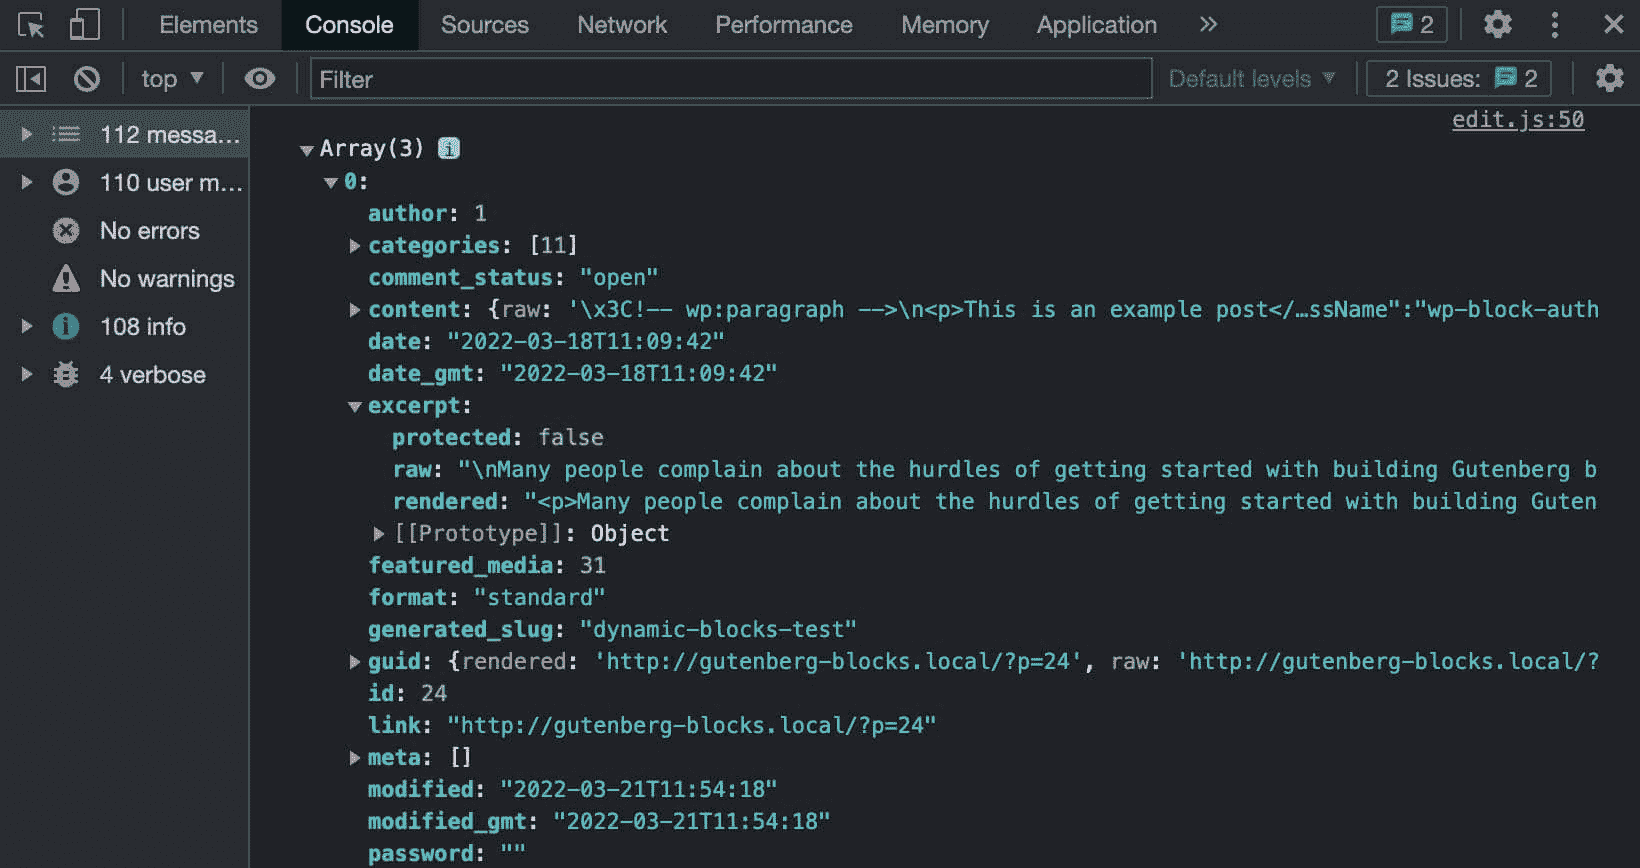 Elements Console Sources Network Performance Memory Application » 2
top ▼ Filter Default levels ▼ 2 Issues: 2
edit.js:50
112 messa…
110 user m…
No errors
No warnings
108 info
4 verbose
▼ Array(3) i
▼ 0:
author: 1
▶ categories: [11]
comment_status: "open"
▶ content: {raw: '\x3C!-- wp:paragraph -->\n<p>This is an example post</…ssName":"wp-block-auth
date: "2022-03-18T11:09:42"
date_gmt: "2022-03-18T11:09:42"
▼ excerpt:
protected: false
raw: "\nMany people complain about the hurdles of getting started with building Gutenberg b
rendered: "<p>Many people complain about the hurdles of getting started with building Guten
▶ [[Prototype]]: Object
featured_media: 31
format: "standard"
generated_slug: "dynamic-blocks-test"
▶ guid: {rendered: 'http://gutenberg-blocks.local/?p=24', raw: 'http://gutenberg-blocks.local/?
id: 24
link: "http://gutenberg-blocks.local/?p=24"
▶ meta: []
modified: "2022-03-21T11:54:18"
modified_gmt: "2022-03-21T11:54:18"
password: ""